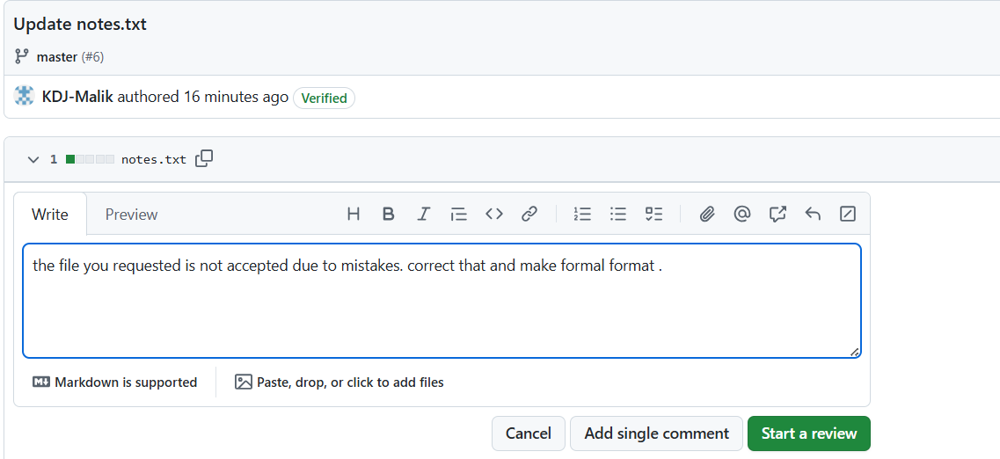 Update notes.txt
master (#6)
KDJ-Malik authored 16 minutes ago Verified
1 notes.txt
Write Preview
the file you requested is not accepted due to mistakes. correct that and make formal format .
Markdown is supported Paste, drop, or click to add files
Cancel Add single comment Start a review